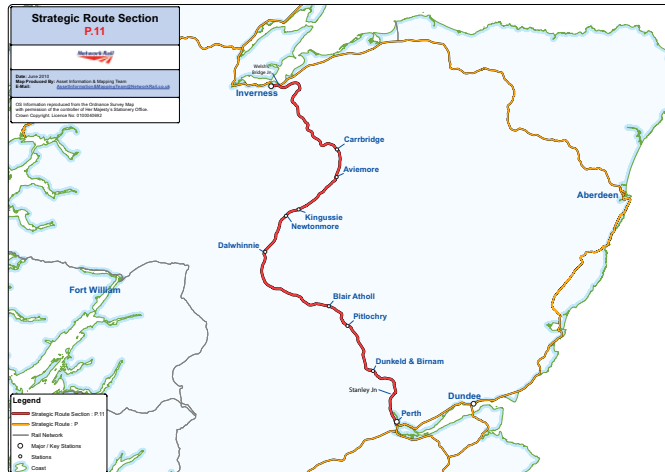 Strategic Route Section
P.11
Network Rail
Date: June 2010
Map Produced By: Asset Information & Mapping Team
E-Mail: AssetInformation&MappingTeam@NetworkRail.co.uk
OS Information reproduced from the Ordnance Survey Map
with permission of the controller of Her Majesty's Stationery Office.
Crown Copyright. Licence No.
Welsh's
Bridge Jn
Inverness
Carrbridge
Aviemore
Aberdeen
Kingussie
Newtonmore
Dalwhinnie
Fort William
Blair Atholl
Pitlochry
Dunkeld & Birnam
Stanley Jn
Dundee
Perth
Legend
Strategic Route Section : P.11
Strategic Route : P
Rail Network
Major / Key Stations
Stations
Coast